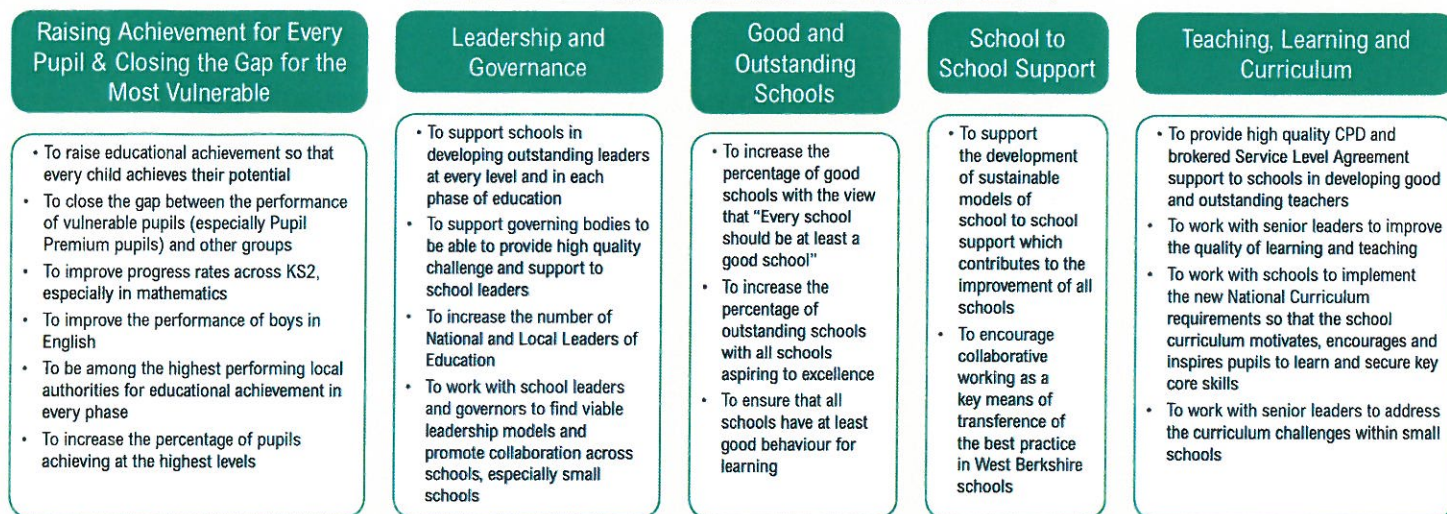 Raising Achievement for Every
Pupil & Closing the Gap for the
Most Vulnerable
• To raise educational achievement so that
every child achieves their potential
• To close the gap between the performance
of vulnerable pupils (especially Pupil
Premium pupils) and other groups
• To improve progress rates across KS2,
especially in mathematics
• To improve the performance of boys in
English
• To be among the highest performing local
authorities for educational achievement in
every phase
• To increase the percentage of pupils
achieving at the highest levels
Leadership and
Governance
• To support schools in
developing outstanding leaders
at every level and in each
phase of education
• To support governing bodies to
be able to provide high quality
challenge and support to
school leaders
• To increase the number of
National and Local Leaders of
Education
• To work with school leaders
and governors to find viable
leadership models and
promote collaboration across
schools, especially small
schools
Good and
Outstanding
Schools
• To increase the
percentage of good
schools with the view
that "Every school
should be at least a
good school"
• To increase the
percentage of
outstanding schools
with all schools
aspiring to excellence
• To ensure that all
schools have at least
good behaviour for
learning
School to
School Support
• To support
the development
of sustainable
models of
school to school
support which
contributes to the
improvement of all
schools
• To encourage
collaborative
working as a
key means of
transference of
the best practice
in West Berkshire
schools
Teaching, Learning and
Curriculum
• To provide high quality CPD and
brokered Service Level Agreement
support to schools in developing good
and outstanding teachers
• To work with senior leaders to improve
the quality of learning and teaching
• To work with schools to implement
the new National Curriculum
requirements so that the school
curriculum motivates, encourages and
inspires pupils to learn and secure key
core skills
• To work with senior leaders to address
the curriculum challenges within small
schools